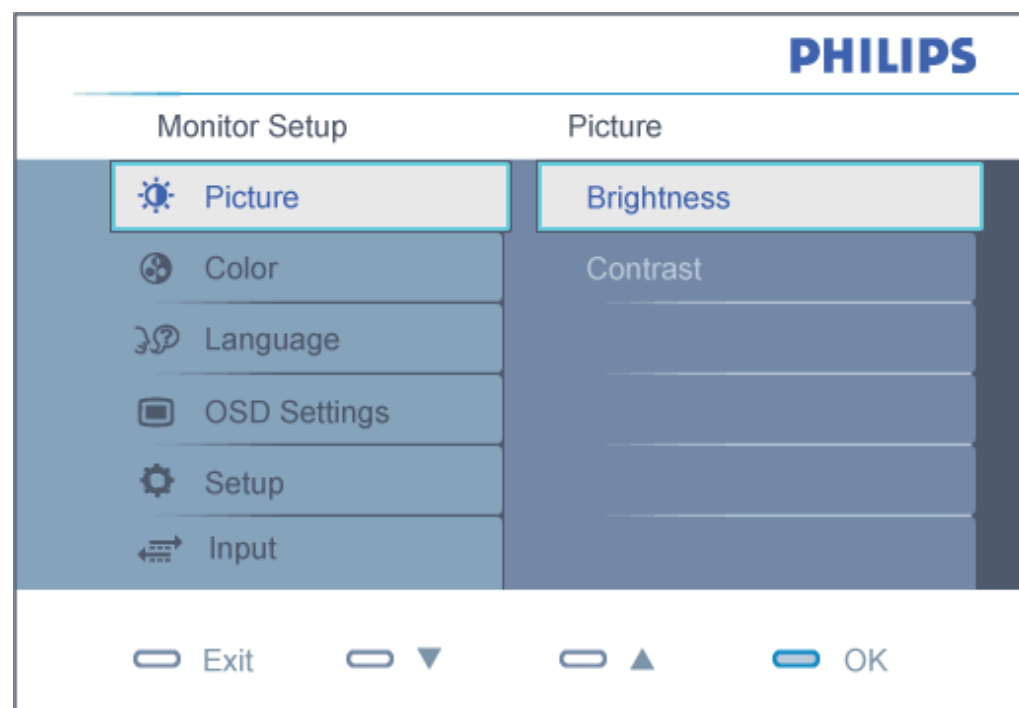 PHILIPS
Monitor Setup Picture
Picture Brightness
Color Contrast
Language
OSD Settings
Setup
Input
Exit ▼ ▲ OK